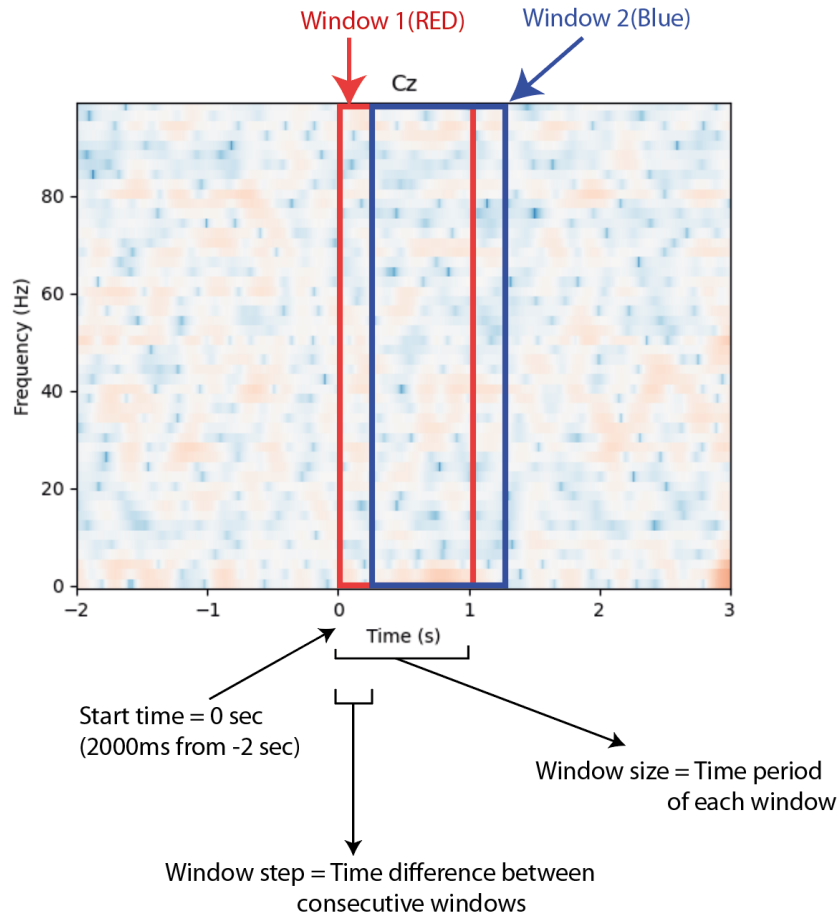 Window 1(RED)
Window 2(Blue)
Cz
80
60
40
20
0
Frequency (Hz)
−2
−1
0
1
2
3
Time (s)
Start time = 0 sec
(2000ms from -2 sec)
Window size = Time period
of each window
Window step = Time difference between
consecutive windows